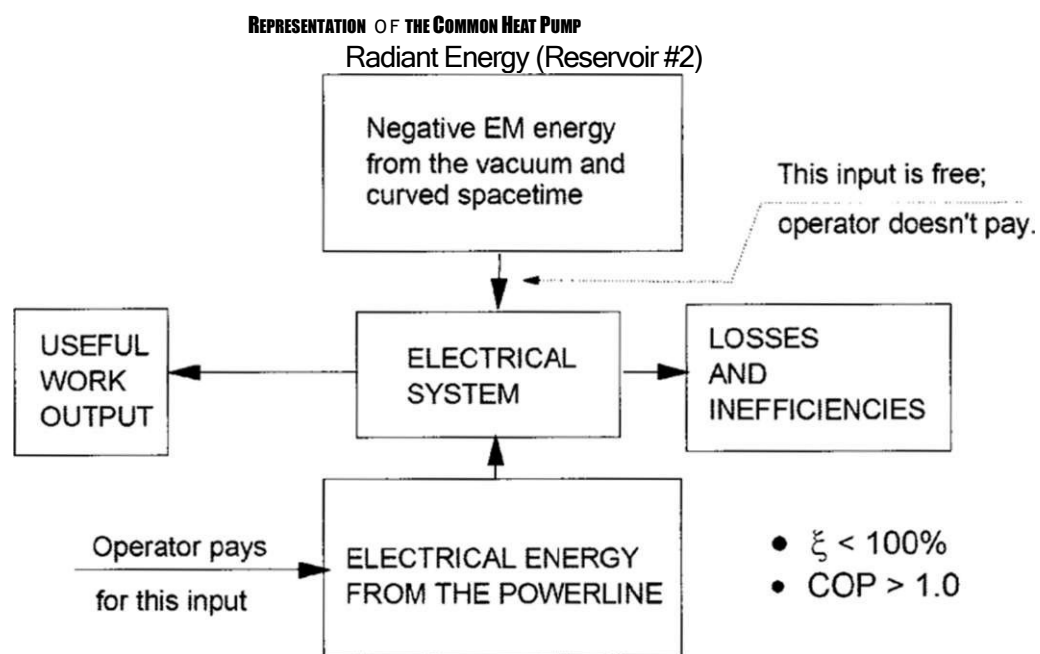 REPRESENTATION OF THE COMMON HEAT PUMP
Radiant Energy (Reservoir #2)
Negative EM energy
from the vacuum and
curved spacetime
This input is free;
operator doesn't pay.
USEFUL
WORK
OUTPUT
ELECTRICAL
SYSTEM
LOSSES
AND
INEFFICIENCIES
Operator pays
for this input
ELECTRICAL ENERGY
FROM THE POWERLINE
• ξ < 100%
• COP > 1.0